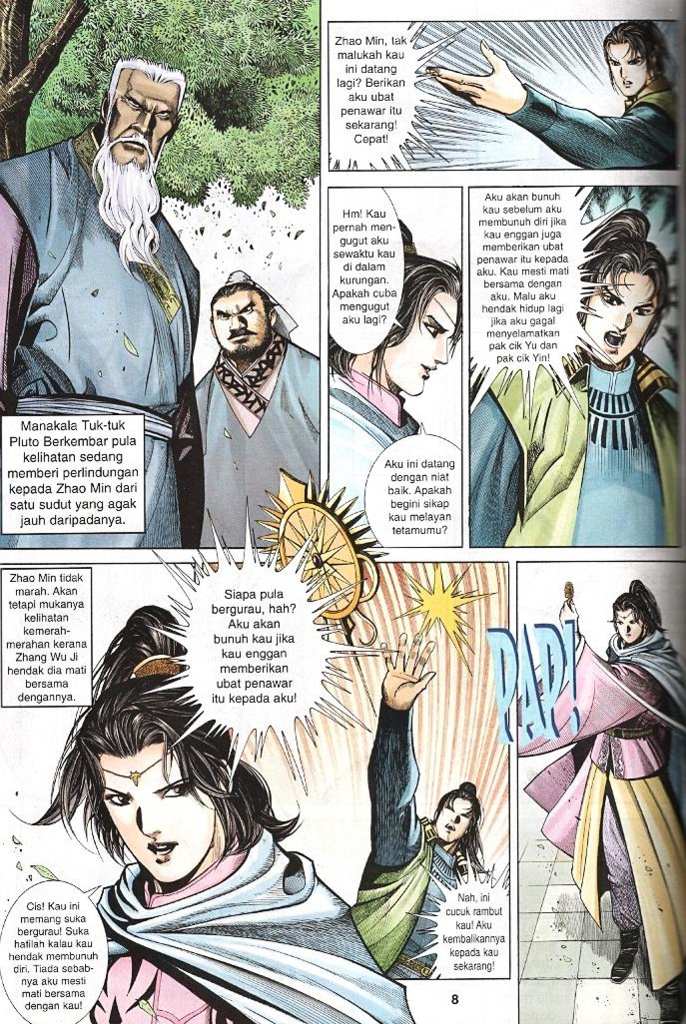 Zhao Min, tak
malukah kau
ini datang
lagi? Berikan
aku ubat
penawar itu
sekarang!
Cepat!
Manakala Tuk-tuk
Pluto Berkembar pula
kelihatan sedang
memberi perlindungan
kepada Zhao Min dari
satu sudut yang agak
jauh daripadanya.
Hm! Kau
pernah men-
gugut aku
sewaktu kau
di dalam
kurungan.
Apakah cuba
mengugut
aku lagi?
Aku ini datang
dengan niat
baik. Apakah
begini sikap
kau melayan
tetamumu?
Aku akan bunuh
kau sebelum aku
membunuh diri jika
kau enggan juga
memberikan ubat
penawar itu kepada
aku. Kau mesti mati
bersama dengan
aku. Malu aku
hendak hidup lagi
jika aku gagal
menyelamatkan
pak cik Yu dan
pak cik Yin!
Zhao Min tidak
marah. Akan
tetapi mukanya
kelihatan
kemerah-
merahan kerana
Zhang Wu Ji
hendak dia mati
bersama
dengannya.
Siapa pula
bergurau, hah?
Aku akan
bunuh kau jika
kau enggan
memberikan
ubat penawar
itu kepada aku!
Cis! Kau ini
memang suka
bergurau! Suka
hatilah kalau kau
hendak membunuh
diri. Tiada sebab-
nya aku mesti
mati bersama
dengan kau!
Nah, ini
cucuk rambut
kau! Aku
kembalikannya
kepada kau
sekarang!
PAP!
8